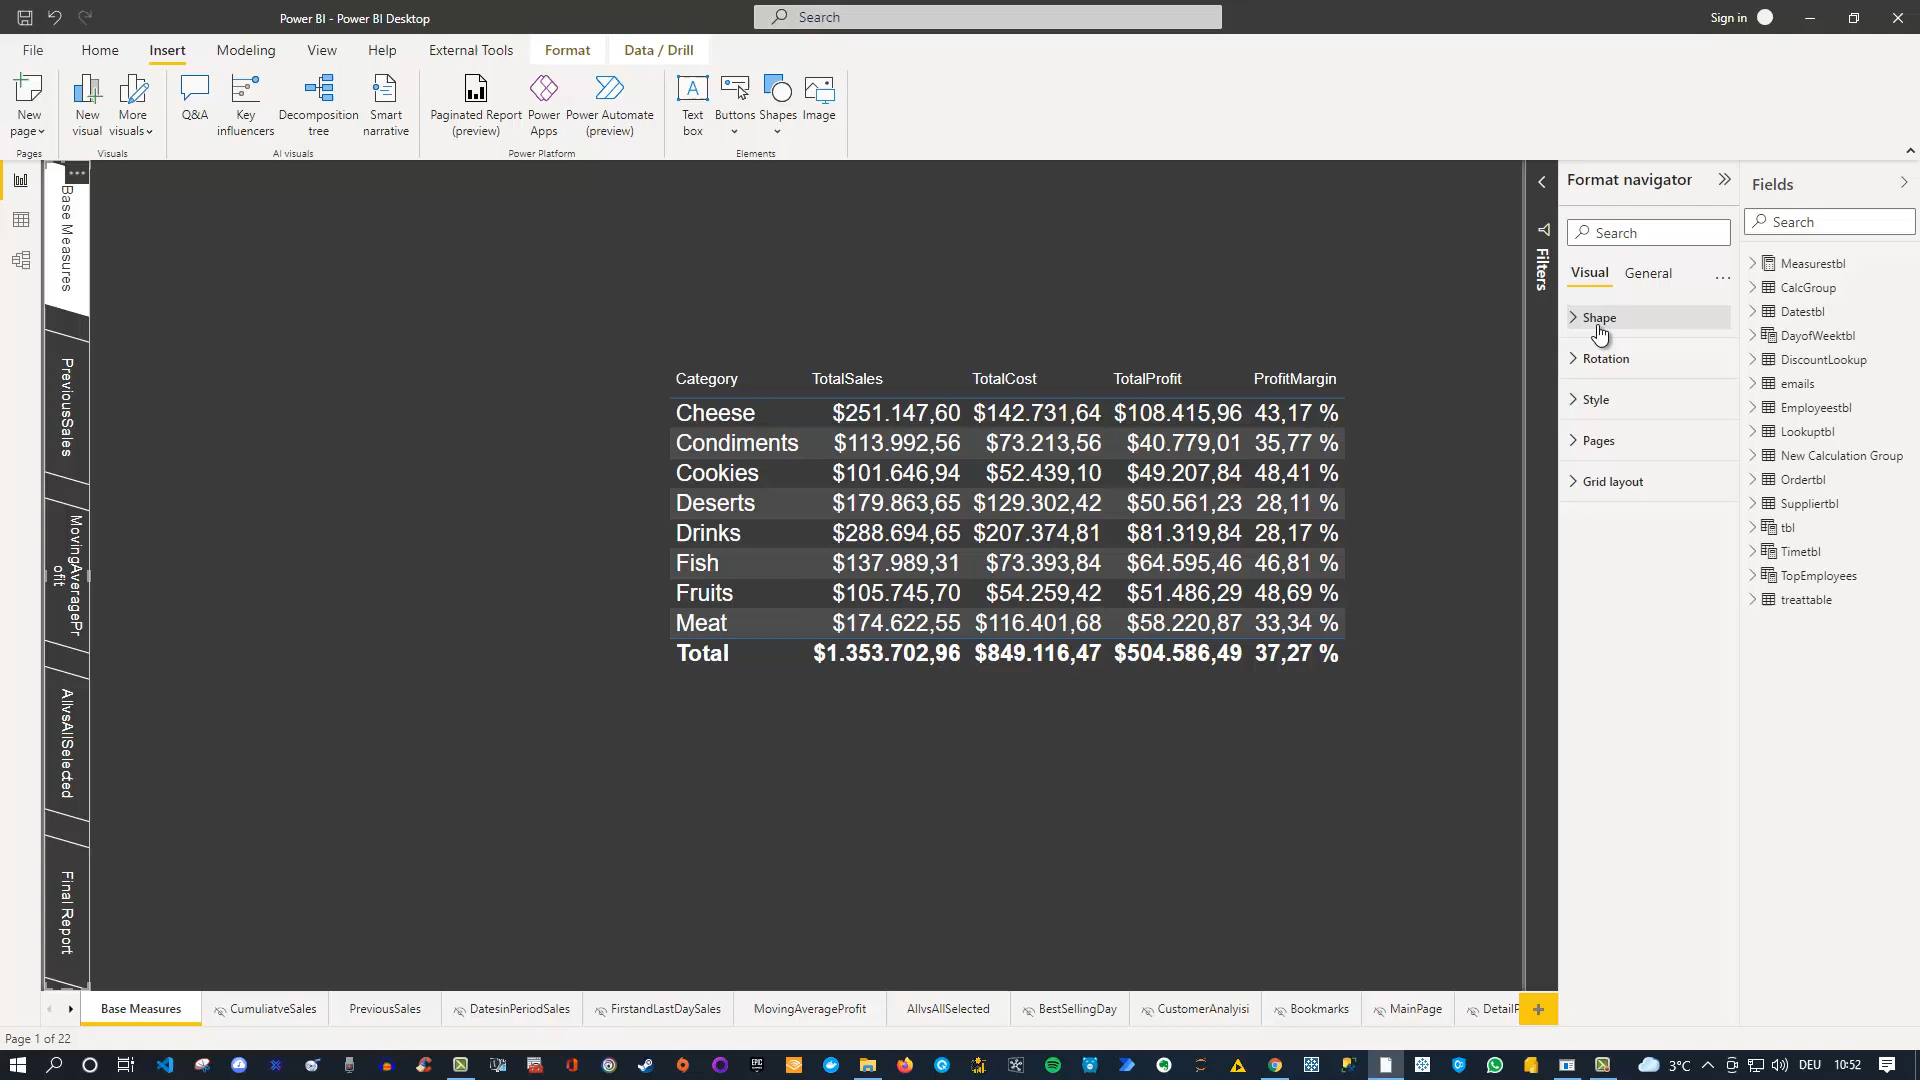 Power BI - Power BI Desktop
Search
Sign in
File
Home
Insert
Modeling
View
Help
External Tools
Format
Data / Drill
New page
New visual
More visuals
Q&A
Key influencers
Decomposition tree
Smart narrative
Paginated Report (preview)
Power Apps
Power Automate (preview)
Text box
Buttons
Shapes
Image
Pages
Visuals
AI visuals
Power Platform
Elements
Base Measures
PreviousSales
MovingAveragePr
ofit
AllvsAllSelected
Final Report
Category TotalSales TotalCost TotalProfit ProfitMargin
Cheese $251.147,60 $142.731,64 $108.415,96 43,17 %
Condiments $113.992,56 $73.213,56 $40.779,01 35,77 %
Cookies $101.646,94 $52.439,10 $49.207,84 48,41 %
Deserts $179.863,65 $129.302,42 $50.561,23 28,11 %
Drinks $288.694,65 $207.374,81 $81.319,84 28,17 %
Fish $137.989,31 $73.393,84 $64.595,46 46,81 %
Fruits $105.745,70 $54.259,42 $51.486,29 48,69 %
Meat $174.622,55 $116.401,68 $58.220,87 33,34 %
Total $1.353.702,96 $849.116,47 $504.586,49 37,27 %
Filters
Format navigator
Search
Visual
General
...
Shape
Rotation
Style
Pages
Grid layout
Fields
Search
Measurestbl
CalcGroup
Datestbl
DayofWeektbl
DiscountLookup
emails
Employeestbl
Lookuptbl
New Calculation Group
Ordertbl
Suppliertbl
tbl
Timetbl
TopEmployees
treattable
Base Measures
CumuliatveSales
PreviousSales
DatesinPeriodSales
FirstandLastDaySales
MovingAverageProfit
AllvsAllSelected
BestSellingDay
CustomerAnalyisi
Bookmarks
MainPage
DetailP
Page 1 of 22
3°C
DEU
10:52